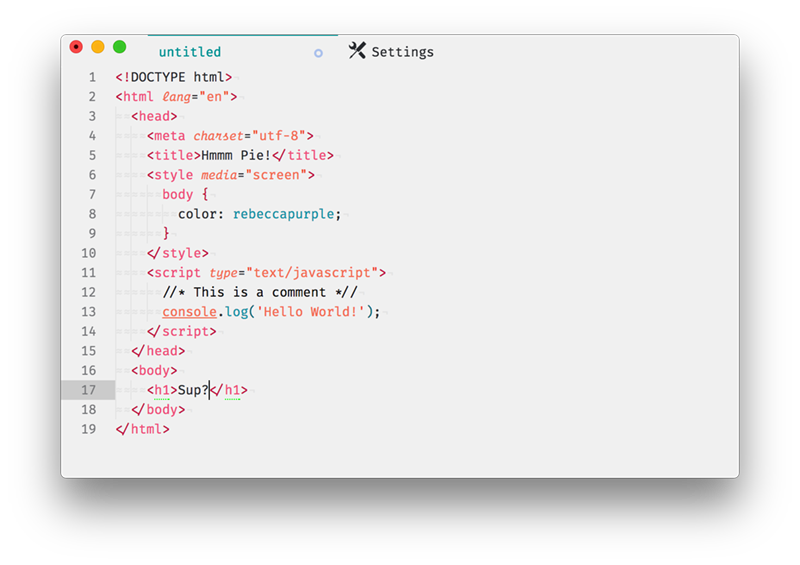 untitled Settings
1 <!DOCTYPE html>
2 <html lang="en">
3 <head>
4 <meta charset="utf-8">
5 <title>Hmmm Pie!</title>
6 <style media="screen">
7 body {
8 color: rebeccapurple;
9 }
10 </style>
11 <script type="text/javascript">
12 //* This is a comment *//
13 console.log('Hello World!');
14 </script>
15 </head>
16 <body>
17 <h1>Sup?</h1>
18 </body>
19 </html>